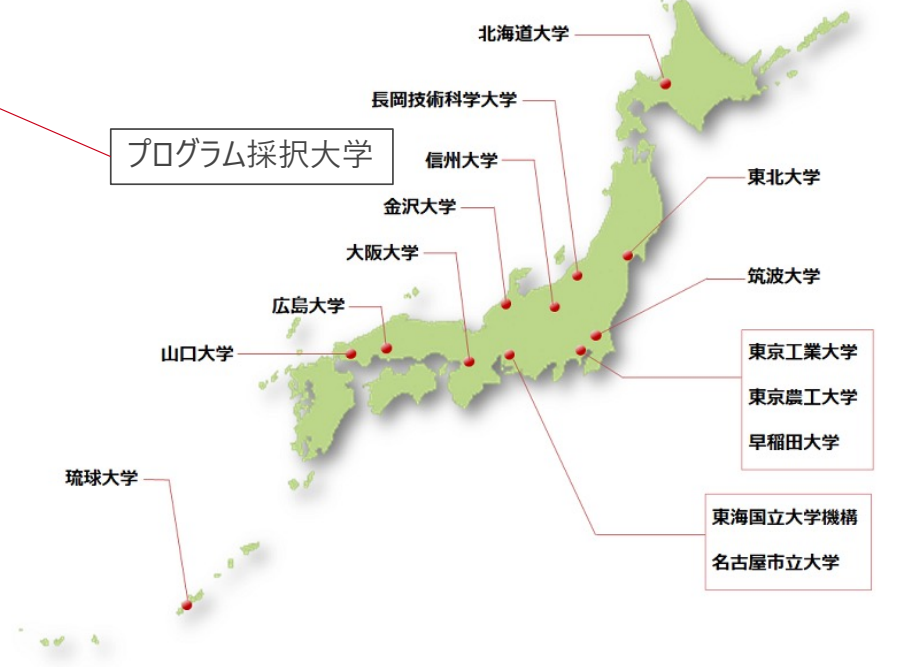 北海道大学
長岡技術科学大学
プログラム採択大学
信州大学
東北大学
金沢大学
大阪大学
筑波大学
広島大学
山口大学
東京工業大学
東京農工大学
早稲田大学
琉球大学
東海国立大学機構
名古屋市立大学